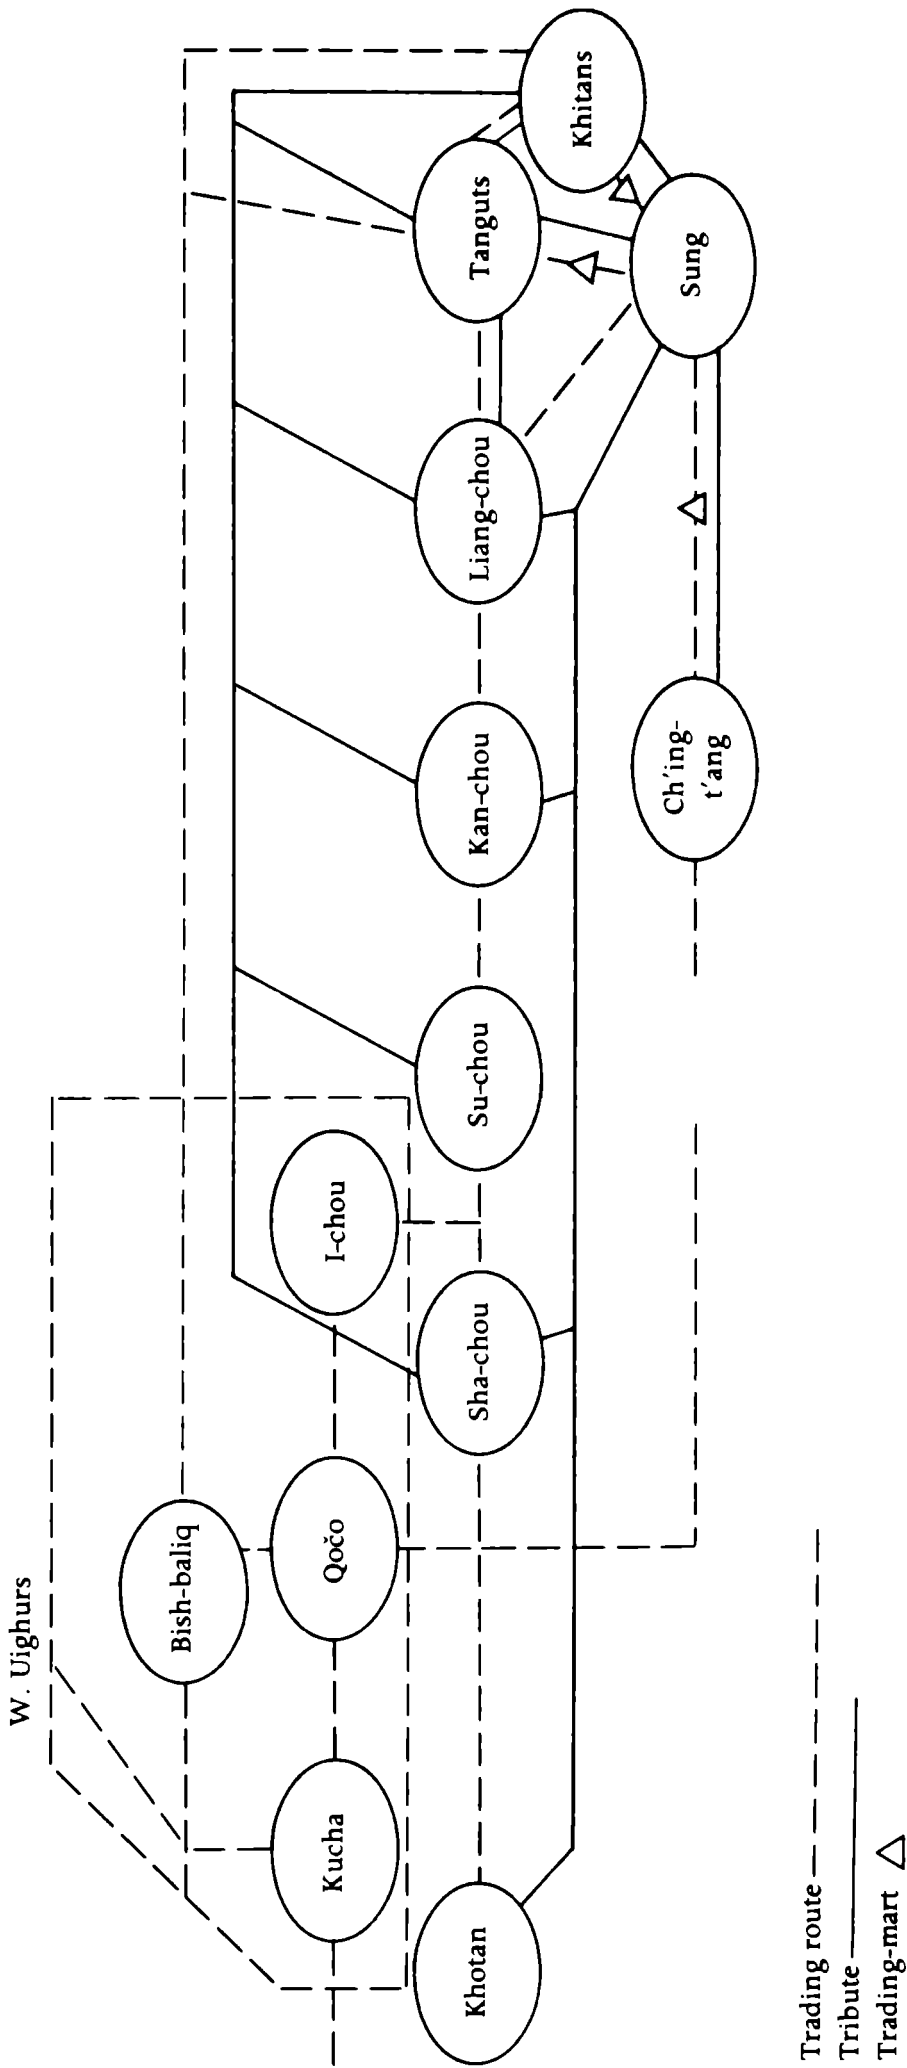 W. Uighurs
Bish-baliq
Kucha
Qočo
I-chou
Khotan
Sha-chou
Su-chou
Kan-chou
Liang-chou
Tanguts
Khitans
Ch'ing-
t'ang
Sung
Trading route
Tribute
Trading-mart